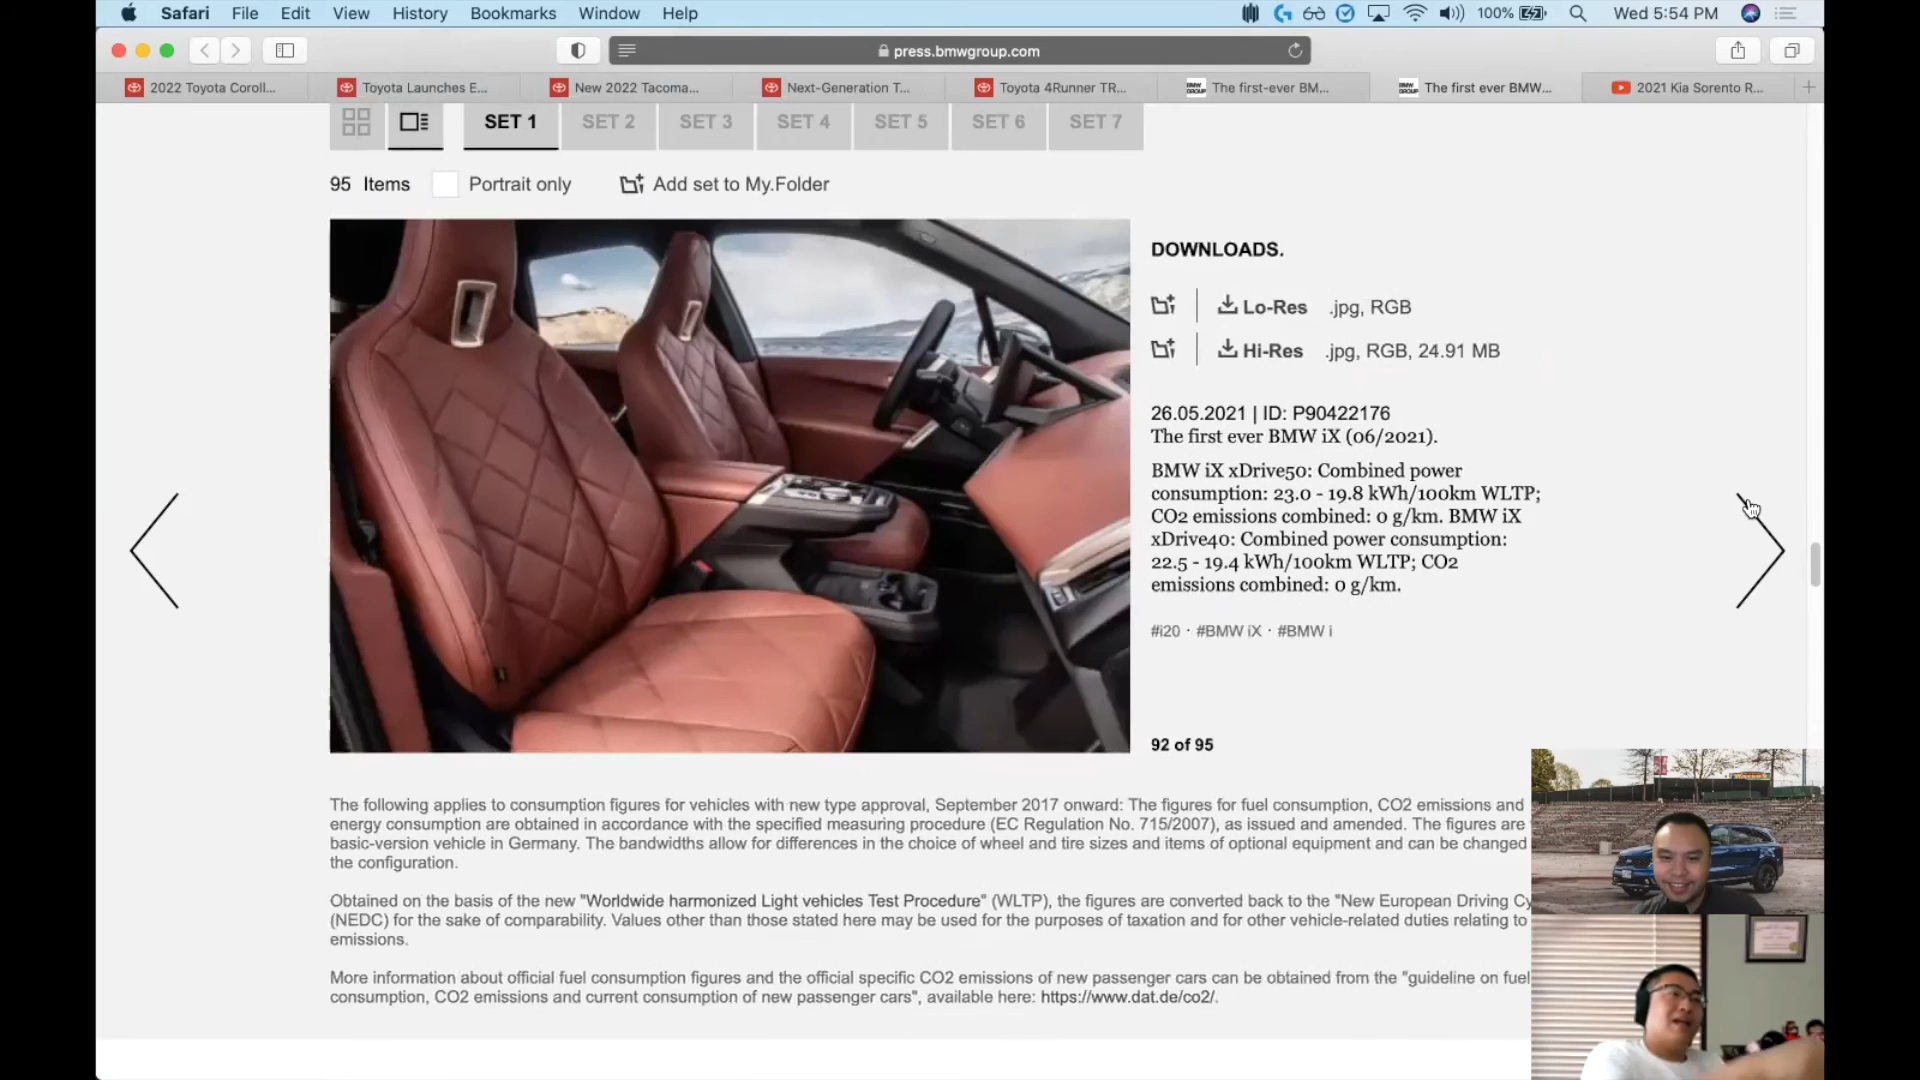 Safari File Edit View History Bookmarks Window Help 100% Wed 5:54 PM
press.bmwgroup.com
2022 Toyota Coroll... Toyota Launches E... New 2022 Tacoma... Next-Generation T... Toyota 4Runner TR... The first-ever BM... The first ever BMW... 2021 Kia Sorento R...
SET 1 SET 2 SET 3 SET 4 SET 5 SET 6 SET 7
95 Items Portrait only Add set to My.Folder
DOWNLOADS.
Lo-Res .jpg, RGB
Hi-Res .jpg, RGB, 24.91 MB
26.05.2021 | ID: P90422176
The first ever BMW iX (06/2021).
BMW iX xDrive50: Combined power
consumption: 23.0 - 19.8 kWh/100km WLTP;
CO2 emissions combined: 0 g/km. BMW iX
xDrive40: Combined power consumption:
22.5 - 19.4 kWh/100km WLTP; CO2
emissions combined: 0 g/km.
#i20 · #BMW iX · #BMW i
92 of 95
The following applies to consumption figures for vehicles with new type approval, September 2017 onward: The figures for fuel consumption, CO2 emissions and
energy consumption are obtained in accordance with the specified measuring procedure (EC Regulation No. 715/2007), as issued and amended. The figures are
basic-version vehicle in Germany. The bandwidths allow for differences in the choice of wheel and tire sizes and items of optional equipment and can be changed
the configuration.
Obtained on the basis of the new "Worldwide harmonized Light vehicles Test Procedure" (WLTP), the figures are converted back to the "New European Driving Cy
(NEDC) for the sake of comparability. Values other than those stated here may be used for the purposes of taxation and for other vehicle-related duties relating to
emissions.
More information about official fuel consumption figures and the official specific CO2 emissions of new passenger cars can be obtained from the "guideline on fuel
consumption, CO2 emissions and current consumption of new passenger cars", available here: https://www.dat.de/co2/.